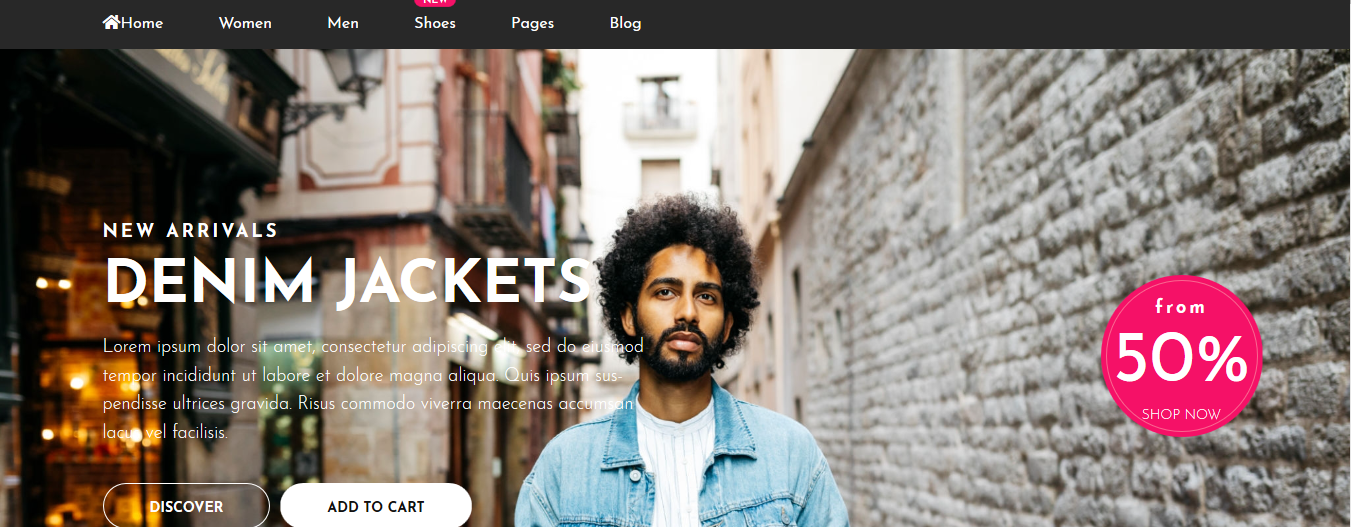 NEW
Home Women Men Shoes Pages Blog
NEW ARRIVALS
DENIM JACKETS
Lorem ipsum dolor sit amet, consectetur adipiscing elit, sed do eiusmod
tempor incididunt ut labore et dolore magna aliqua. Quis ipsum sus-
pendisse ultrices gravida. Risus commodo viverra maecenas accumsan
lacus vel facilisis.
DISCOVER ADD TO CART
from
50%
SHOP NOW